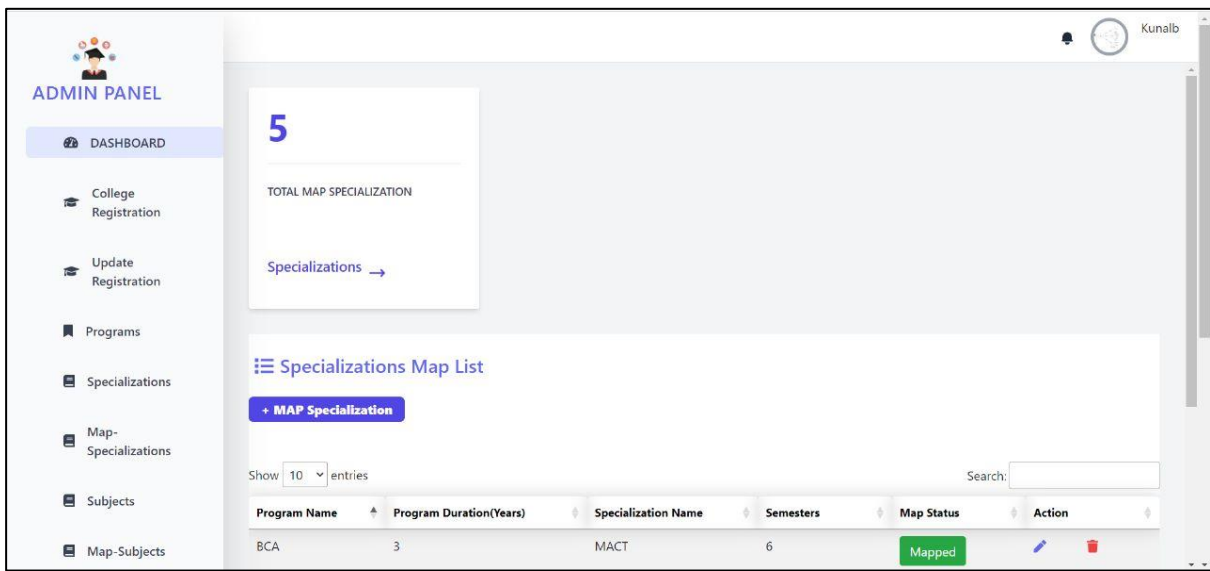 Kunalb
ADMIN PANEL
DASHBOARD
College
Registration
Update
Registration
Programs
Specializations
Map-
Specializations
Subjects
Map-Subjects
5
TOTAL MAP SPECIALIZATION
Specializations →
Specializations Map List
+ MAP Specialization
Show 10 entries
Search:
Program Name Program Duration(Years) Specialization Name Semesters Map Status Action
BCA 3 MACT 6 Mapped